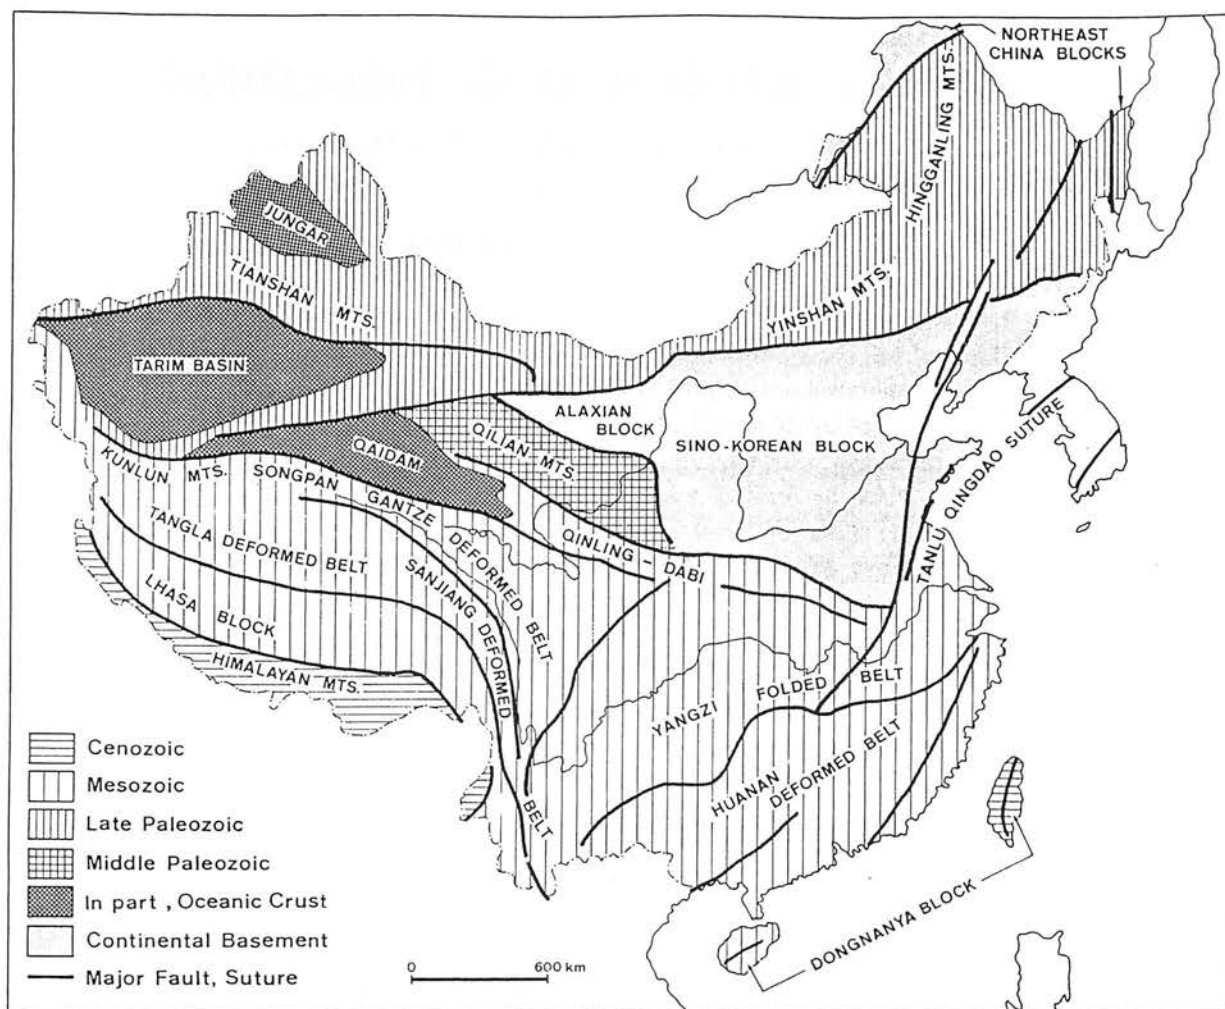 NORTHEAST
CHINA BLOCKS
HINGGANLING MTS.
JUNGAR
TIANSHAN MTS.
YINSHAN MTS.
TARIM BASIN
ALAXIAN
BLOCK
QILIAN MTS.
SINO-KOREAN BLOCK
QAIDAM
KUNLUN MTS.
SONGPAN GANTZE DEFORMED BELT
TANLU QINGDAO SUTURE
TANGLA DEFORMED BELT
SANJIANG DEFORMED BELT
QINLING - DABI
LHASA BLOCK
HIMALAYAN MTS.
YANGZI FOLDED BELT
HUANAN DEFORMED BELT
DONGNANYA BLOCK
Cenozoic
Mesozoic
Late Paleozoic
Middle Paleozoic
In part, Oceanic Crust
Continental Basement
Major Fault, Suture
0 600 km